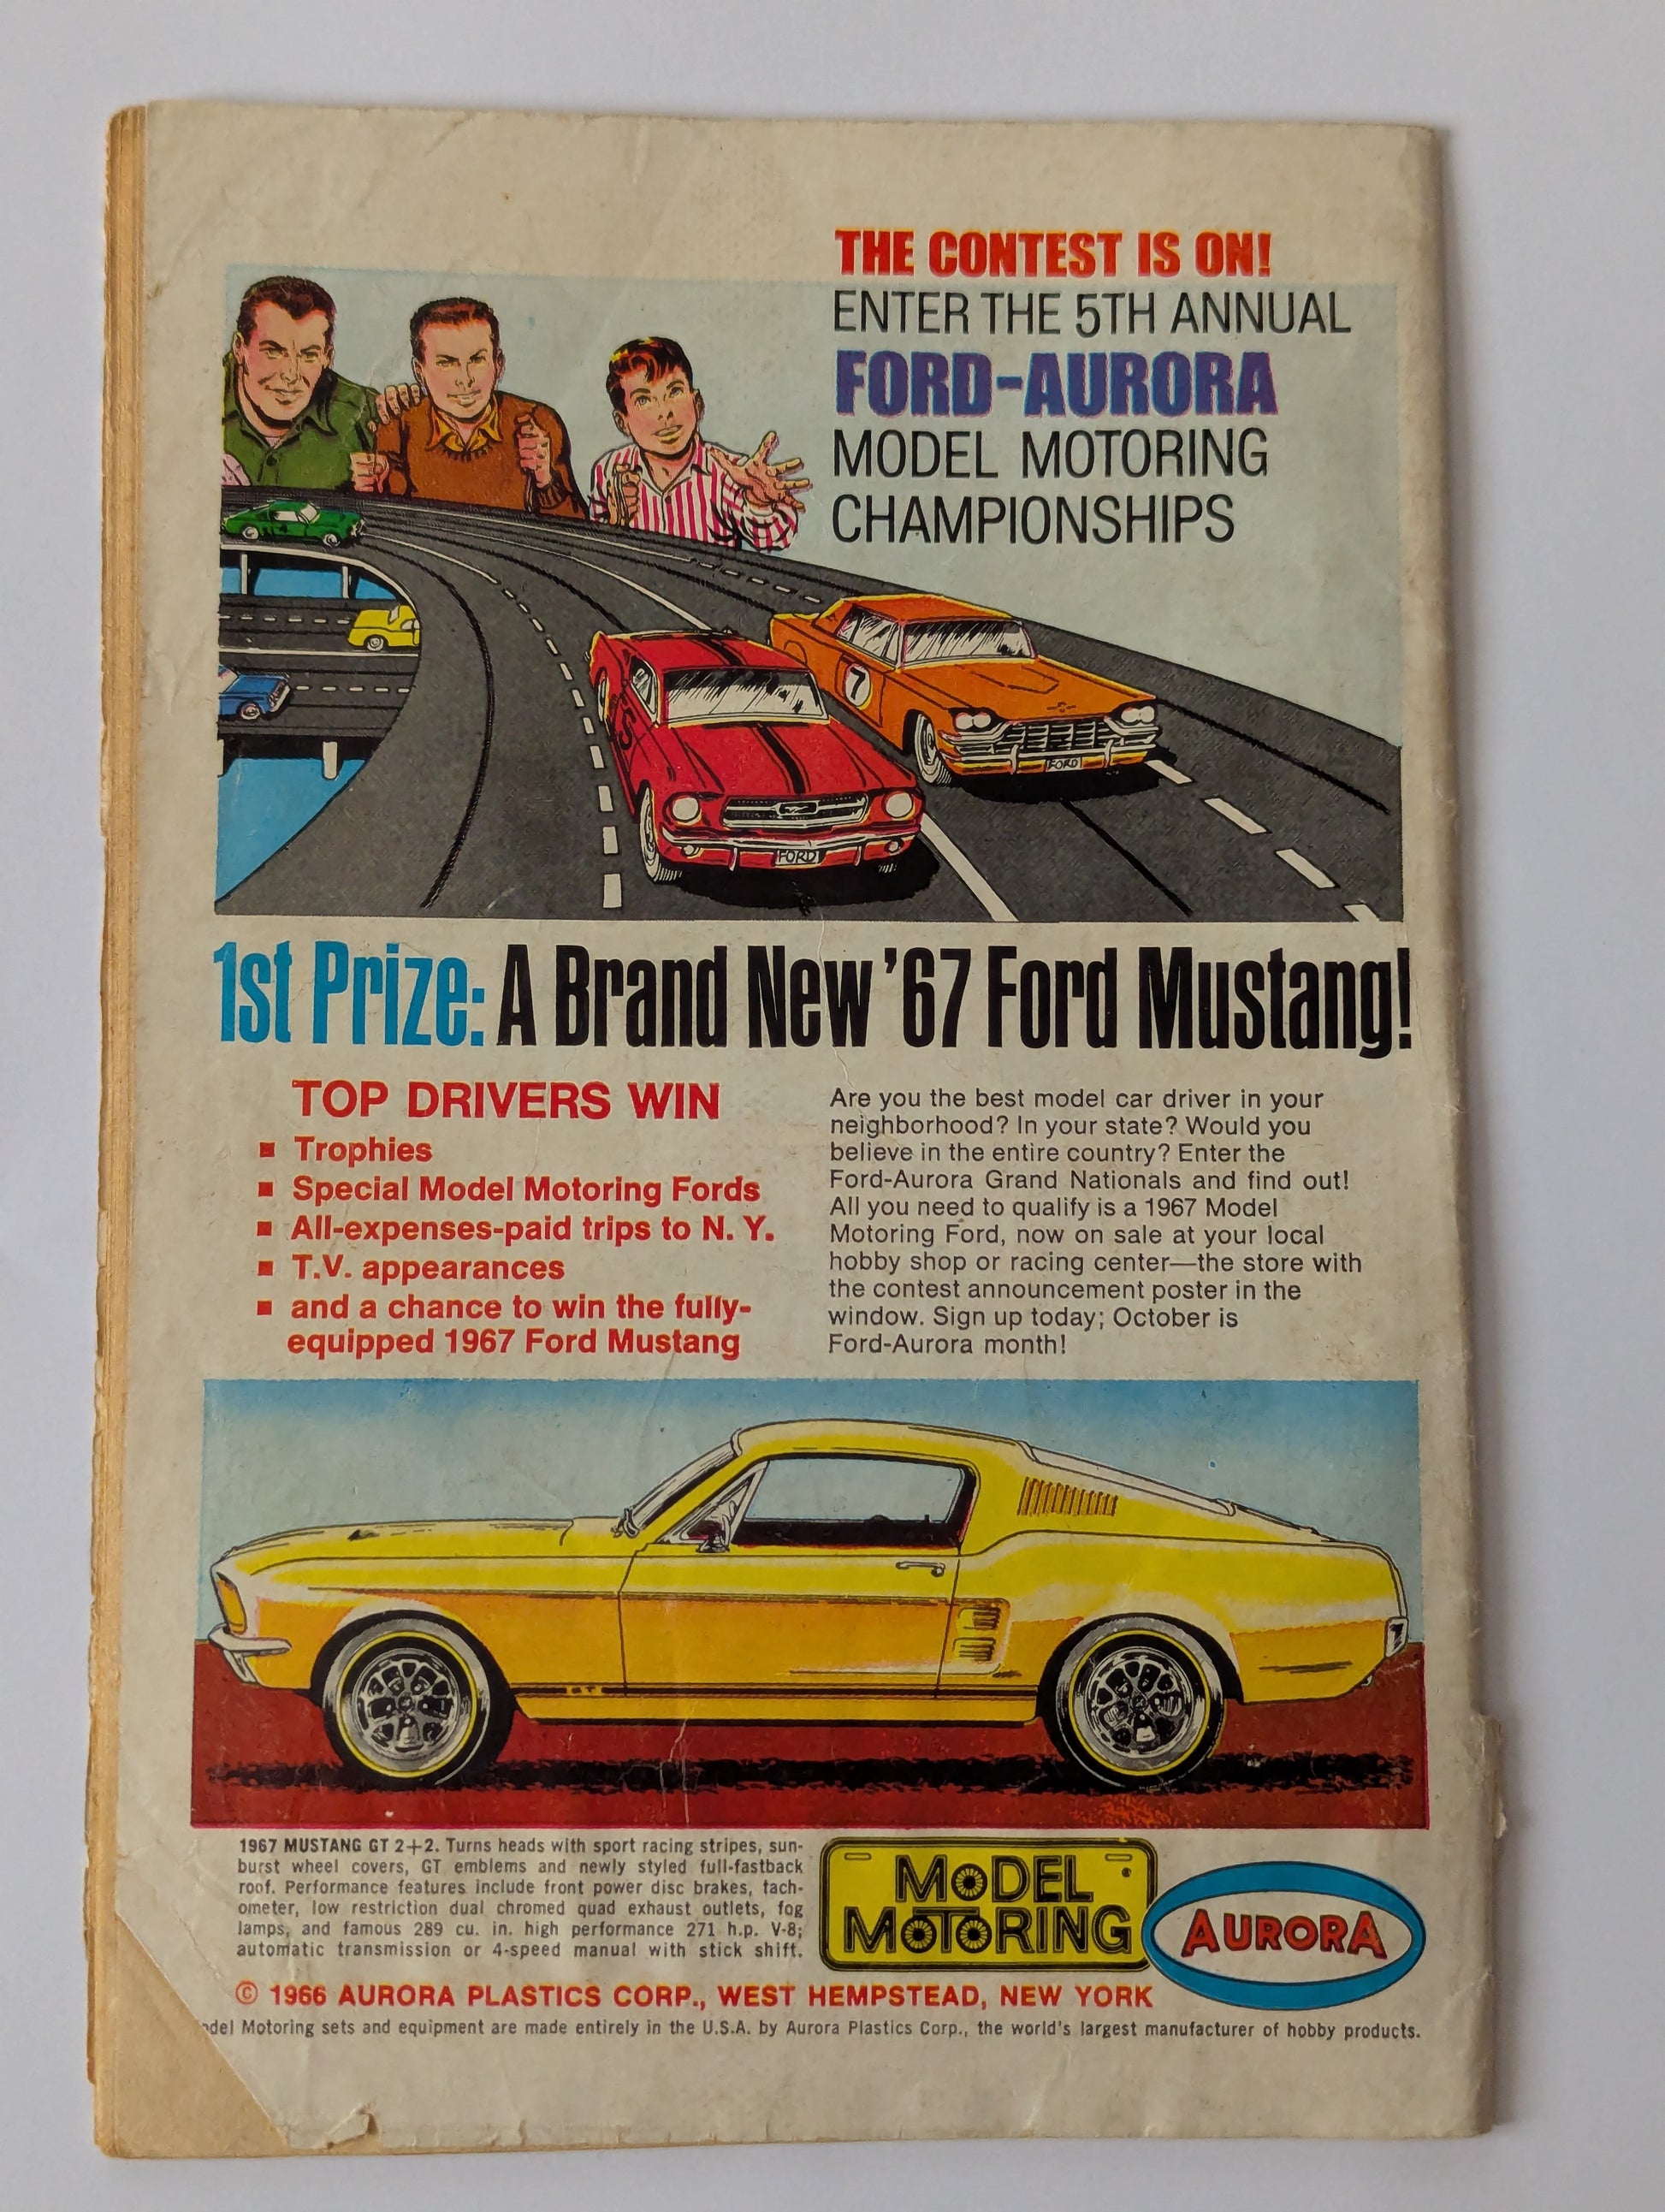 THE CONTEST IS ON!
ENTER THE 5TH ANNUAL
FORD-AURORA
MODEL MOTORING
CHAMPIONSHIPS
7
5
FORD
FORD
1st Prize: A Brand New '67 Ford Mustang!
TOP DRIVERS WIN
▪ Trophies
▪ Special Model Motoring Fords
▪ All-expenses-paid trips to N. Y.
▪ T.V. appearances
▪ and a chance to win the fully-
equipped 1967 Ford Mustang
Are you the best model car driver in your
neighborhood? In your state? Would you
believe in the entire country? Enter the
Ford-Aurora Grand Nationals and find out!
All you need to qualify is a 1967 Model
Motoring Ford, now on sale at your local
hobby shop or racing center—the store with
the contest announcement poster in the
window. Sign up today; October is
Ford-Aurora month!
GT
1967 MUSTANG GT 2+2. Turns heads with sport racing stripes, sun-
burst wheel covers, GT emblems and newly styled full-fastback
roof. Performance features include front power disc brakes, tach-
ometer, low restriction dual chromed quad exhaust outlets, fog
lamps, and famous 289 cu. in. high performance 271 h.p. V-8;
automatic transmission or 4-speed manual with stick shift.
MODEL
MOTORING
AURORA
© 1966 AURORA PLASTICS CORP., WEST HEMPSTEAD, NEW YORK
del Motoring sets and equipment are made entirely in the U.S.A. by Aurora Plastics Corp., the world's largest manufacturer of hobby products.